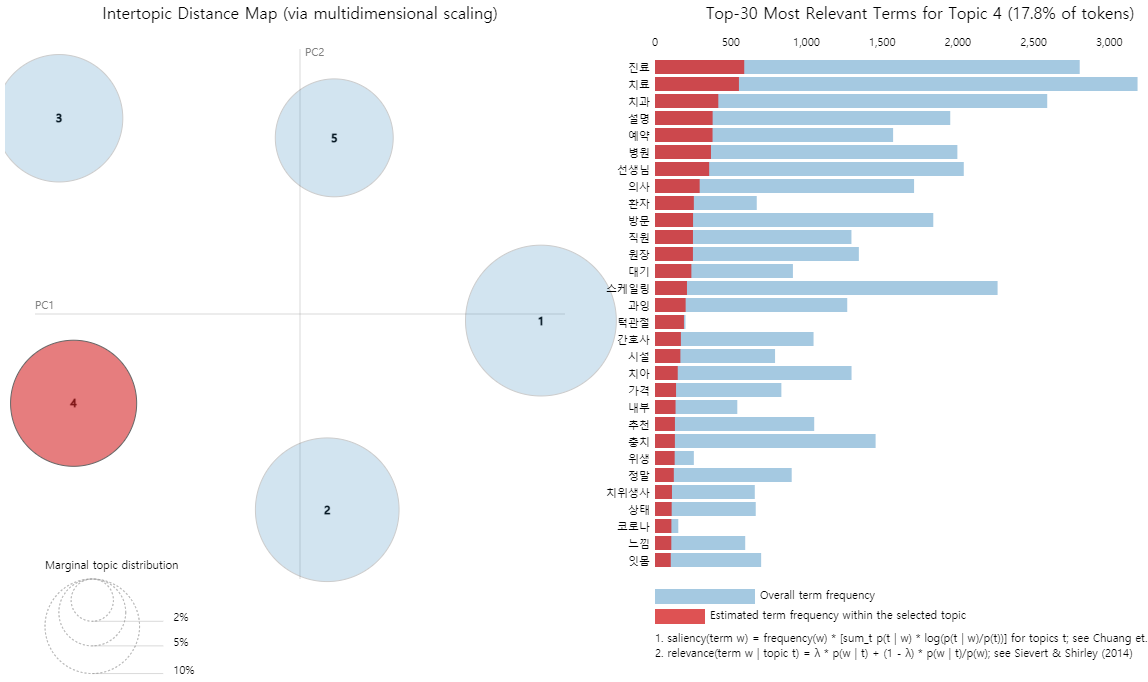 Intertopic Distance Map (via multidimensional scaling)
PC2
PC1
3
5
1
4
2
Marginal topic distribution
2%
5%
10%
Top-30 Most Relevant Terms for Topic 4 (17.8% of tokens)
0 500 1,000 1,500 2,000 2,500 3,000
진료
치료
치과
설명
예약
병원
선생님
의사
환자
방문
직원
원장
대기
스케일링
과잉
턱관절
간호사
시설
치아
가격
내부
추천
충치
위생
정말
치위생사
상태
코로나
느낌
잇몸
Overall term frequency
Estimated term frequency within the selected topic
1. saliency(term w) = frequency(w) * [sum_t p(t | w) * log(p(t | w)/p(t))] for topics t; see Chuang et.
2. relevance(term w | topic t) = λ * p(w | t) + (1 - λ) * p(w | t)/p(w); see Sievert & Shirley (2014)